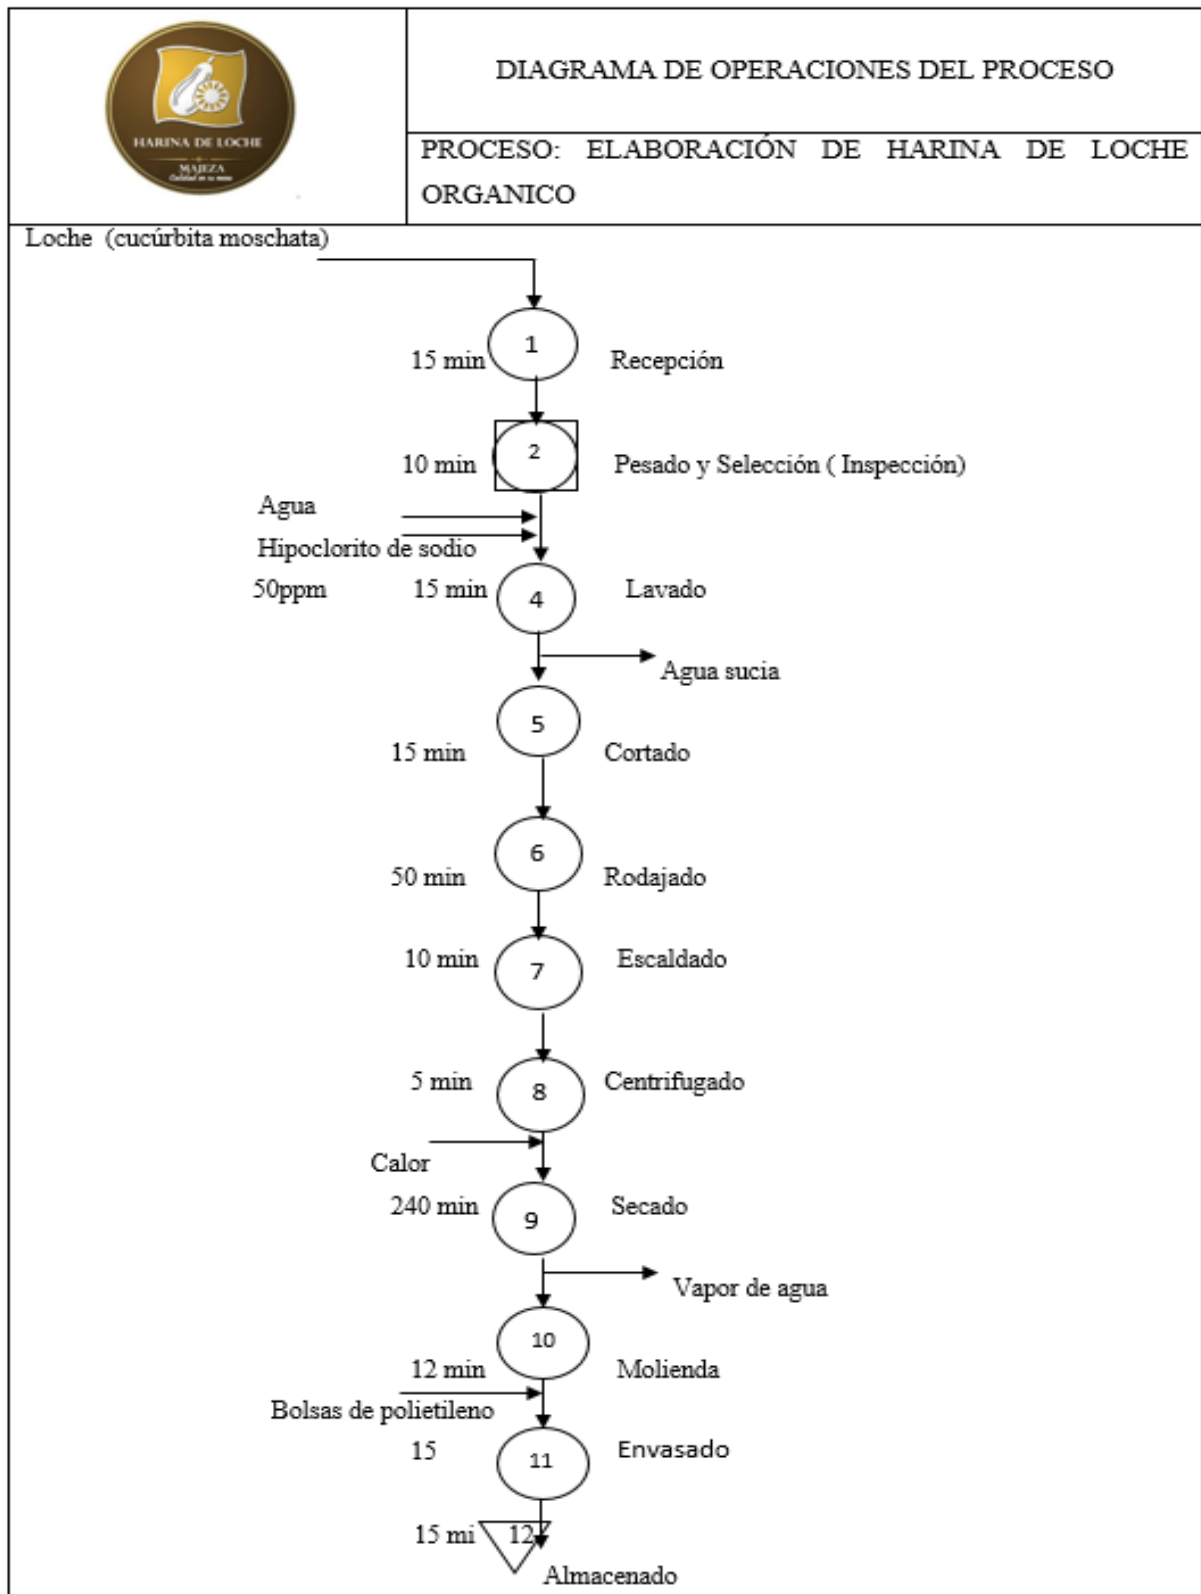 HARINA DE LOCHE
MAJEZA
Calidad en tu mesa
DIAGRAMA DE OPERACIONES DEL PROCESO
PROCESO: ELABORACIÓN DE HARINA DE LOCHE
ORGANICO
Loche (cucúrbita moschata)
1
15 min Recepción
2
10 min Pesado y Selección ( Inspección)
Agua
Hipoclorito de sodio
50ppm 15 min 4 Lavado
Agua sucia
5
15 min Cortado
6
50 min Rodajado
10 min 7 Escaldado
5 min 8 Centrifugado
Calor
240 min 9 Secado
Vapor de agua
10
12 min Molienda
Bolsas de polietileno
15 11 Envasado
15 mi 12
Almacenado